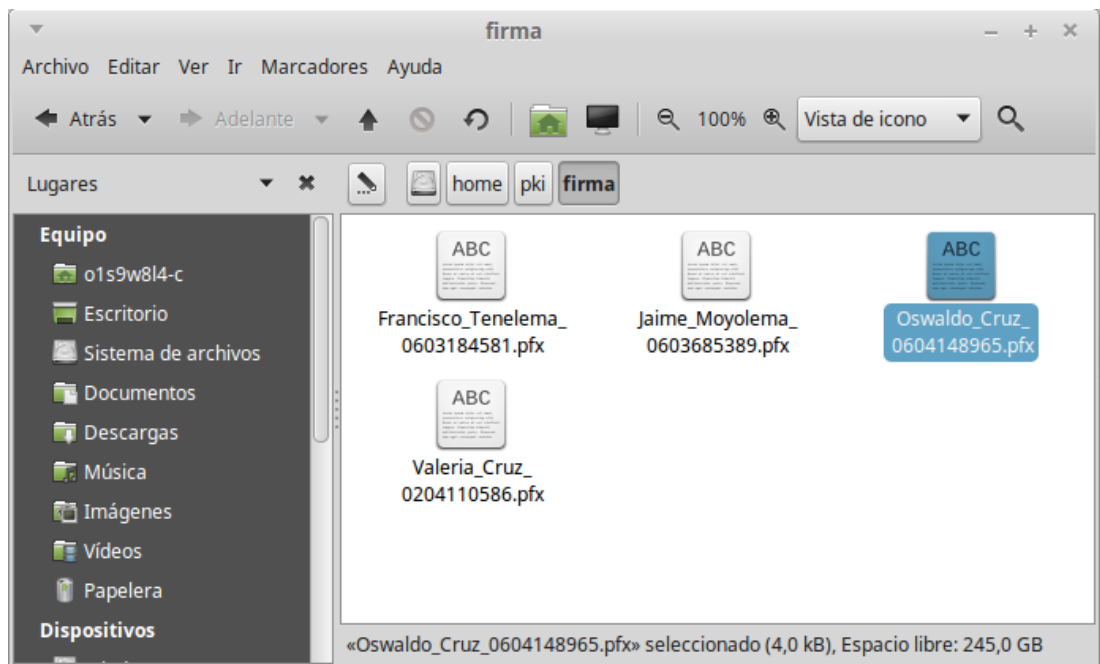 firma
Archivo Editar Ver Ir Marcadores Ayuda
Atrás Adelante 100% Vista de icono
Lugares home pki firma
Equipo
o1s9w8l4-c
Escritorio
Sistema de archivos
Documentos
Descargas
Música
Imágenes
Vídeos
Papelera
Dispositivos
ABC
Francisco_Tenelema_
0603184581.pfx
ABC
Jaime_Moyolema_
0603685389.pfx
ABC
Oswaldo_Cruz_
0604148965.pfx
ABC
Valeria_Cruz_
0204110586.pfx
«Oswaldo_Cruz_0604148965.pfx» seleccionado (4,0 kB), Espacio libre: 245,0 GB